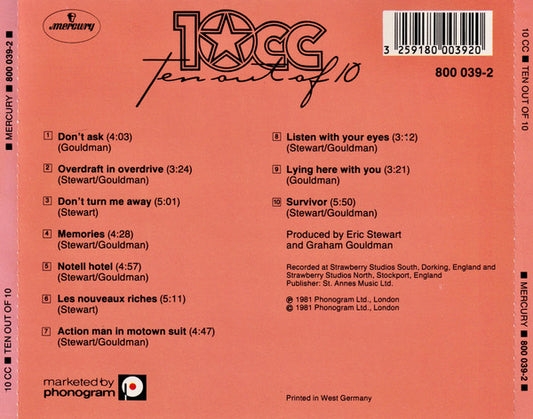 mercury
10cc
Ten out of 10
3 259180 003920
800 039-2
1 Don't ask (4:03)
(Gouldman)
2 Overdraft in overdrive (3:24)
(Stewart/Gouldman)
3 Don't turn me away (5:01)
(Stewart)
4 Memories (4:28)
(Stewart/Gouldman)
5 Notell hotel (4:57)
(Stewart/Gouldman)
6 Les nouveaux riches (5:11)
(Stewart)
7 Action man in motown suit (4:47)
(Stewart/Gouldman)
8 Listen with your eyes (3:12)
(Stewart/Gouldman)
9 Lying here with you (3:21)
(Gouldman)
10 Survivor (5:50)
(Stewart/Gouldman)
Produced by Eric Stewart
and Graham Gouldman
Recorded at Strawberry Studios South, Dorking, England and
Strawberry Studios North, Stockport, England
Publisher: St. Annes Music Ltd.
℗ 1981 Phonogram Ltd., London
© 1981 Phonogram Ltd., London
marketed by
phonogram
Printed in West Germany
10 CC ■ TEN OUT OF 10 ■ MERCURY ■ 800 039-2 ■
10 CC ■ TEN OUT OF 10 ■ MERCURY ■ 800 039-2 ■